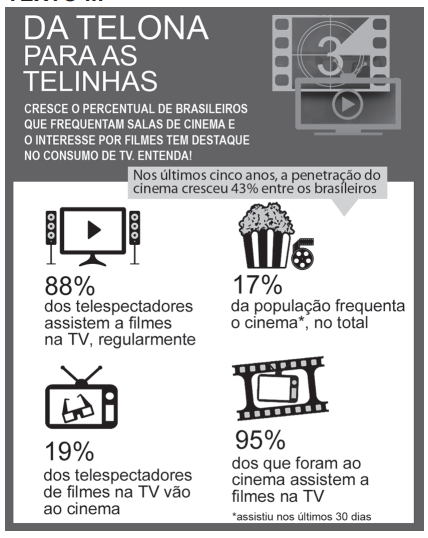 DA TELONA
PARA AS
TELINHAS
CRESCE O PERCENTUAL DE BRASILEIROS
QUE FREQUENTAM SALAS DE CINEMA E
O INTERESSE POR FILMES TEM DESTAQUE
NO CONSUMO DE TV. ENTENDA!
3
Nos últimos cinco anos, a penetração do
cinema cresceu 43% entre os brasileiros
88%
dos telespectadores
assistem a filmes
na TV, regularmente
17%
da população frequenta
o cinema*, no total
19%
dos telespectadores
de filmes na TV vão
ao cinema
95%
dos que foram ao
cinema assistem a
filmes na TV
*assistiu nos últimos 30 dias